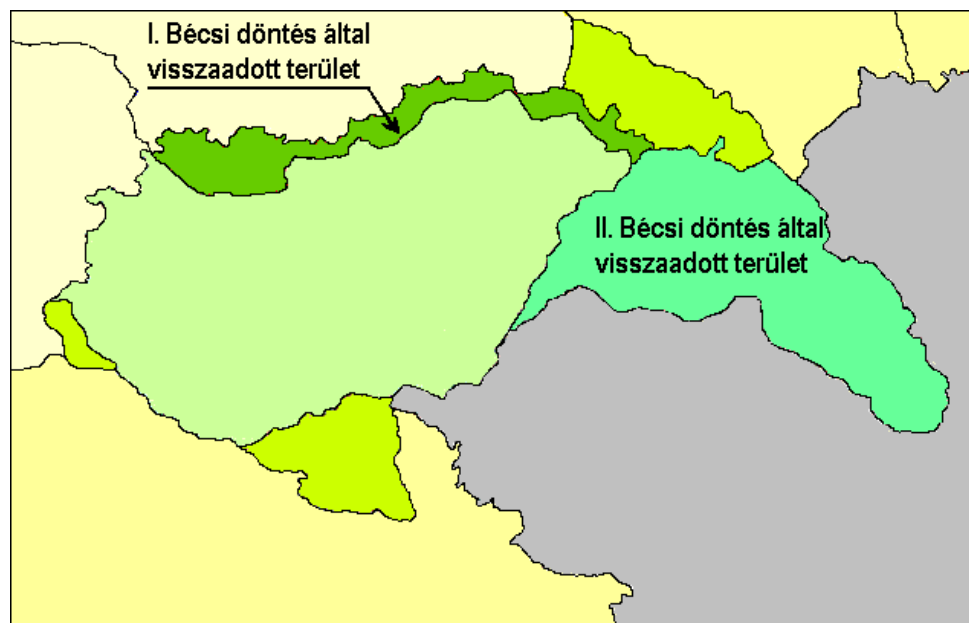 I. Bécsi döntés által
visszaadott terület
II. Bécsi döntés által
visszaadott terület